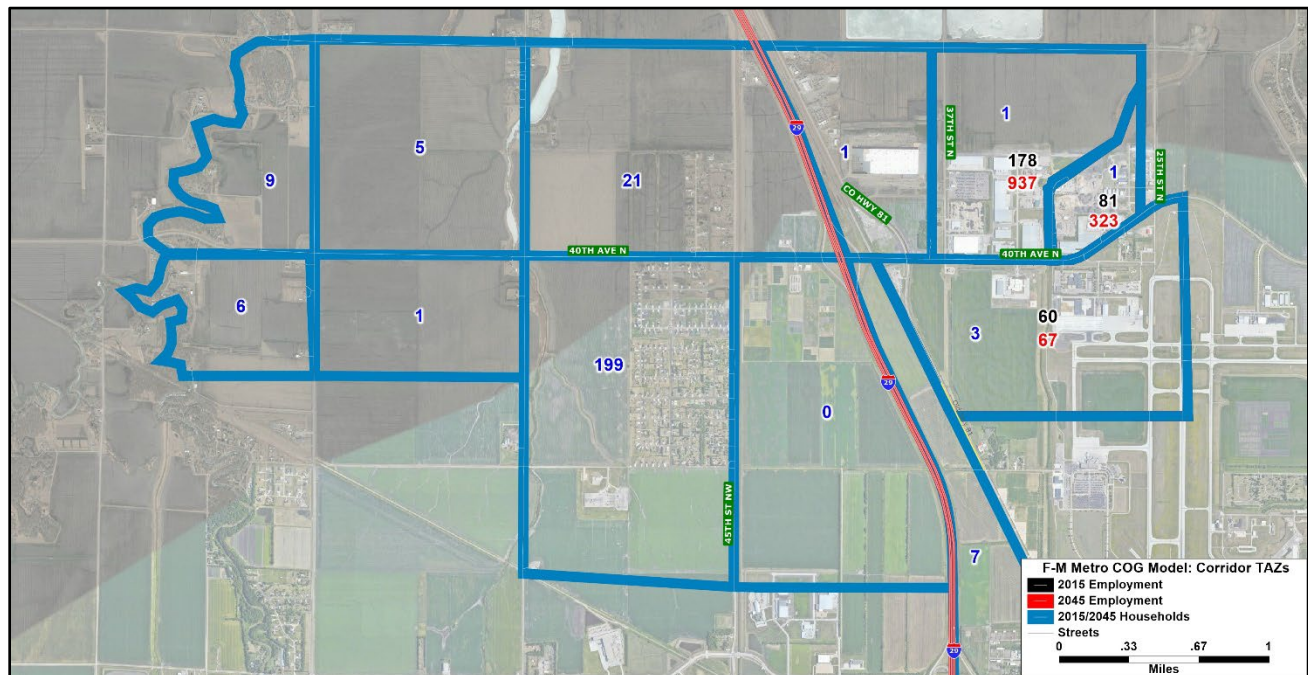 29
37TH ST N
1
5
1
178
937
1
25TH ST N
9
21
CO HWY 81
81
323
40TH AVE N
40TH AVE N
6
1
60
67
3
199
29
0
45TH ST NW
7
F-M Metro COG Model: Corridor TAZs
2015 Employment
2045 Employment
2015/2045 Households
Streets
0 .33 .67 1
Miles
29